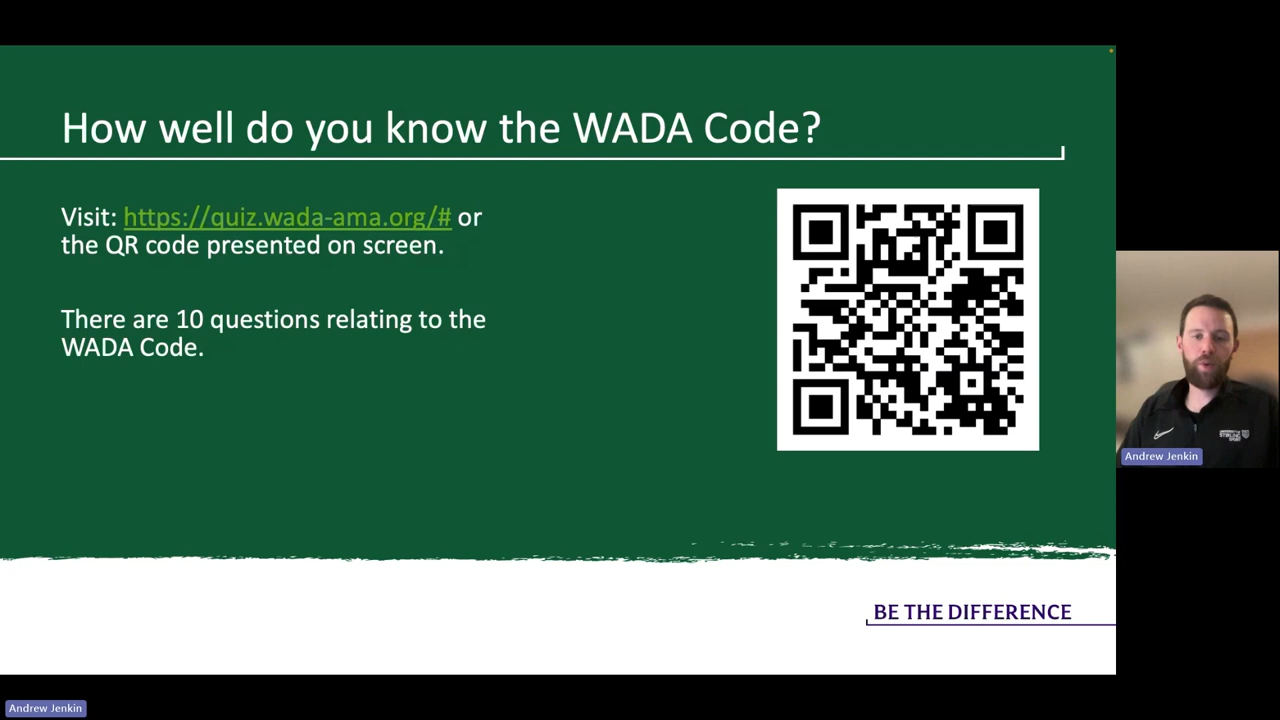 How well do you know the WADA Code?
Visit: https://quiz.wada-ama.org/# or
the QR code presented on screen.
There are 10 questions relating to the
WADA Code.
BE THE DIFFERENCE
Andrew Jenkin
Andrew Jenkin